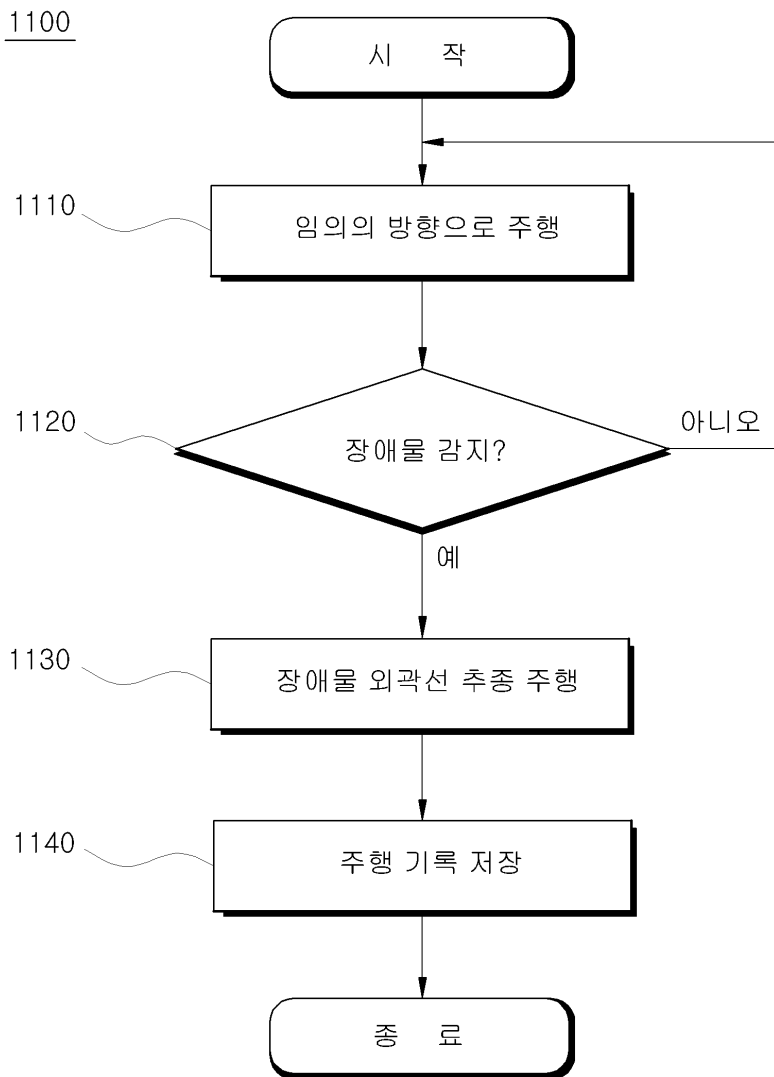 1100
시 작
1110
임의의 방향으로 주행
1120
장애물 감지?
아니오
예
1130
장애물 외곽선 추종 주행
1140
주행 기록 저장
종 료